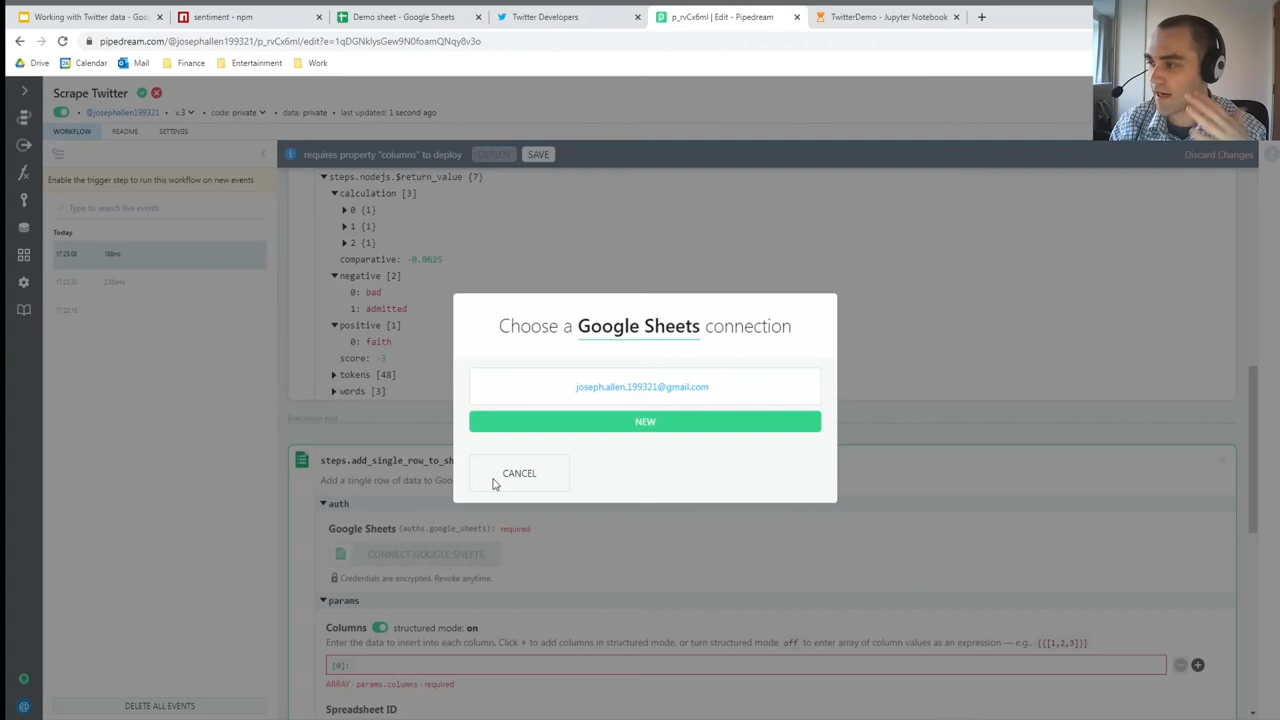 Working with Twitter data - Goo
sentiment - npm
Demo sheet - Google Sheets
Twitter Developers
p_rvCx6ml | Edit - Pipedream
TwitterDemo - Jupyter Notebook
pipedream.com/@josephallen199321/p_rvCx6ml/edit?e=1qDGNklysGew9N0foamQNqy8v3o
Drive
Calendar
Mail
Finance
Entertainment
Work
Scrape Twitter
@josephallen199321
v.3
code: private
data: private
last updated: 1 second ago
WORKFLOW
README
SETTINGS
requires property "columns" to deploy
DEPLOY
SAVE
Discard Changes
Enable the trigger step to run this workflow on new events
Type to search live events
Today
17:23:08 188ms
DELETE ALL EVENTS
steps.nodejs.$return_value {7}
calculation [3]
0 {1}
1 {1}
2 {1}
comparative: -0.0625
negative [2]
0: bad
1: admitted
positive [1]
0: faith
score: -3
tokens [48]
words [3]
Choose a Google Sheets connection
joseph.allen.199321@gmail.com
NEW
CANCEL
steps.add_single_row_to_sh
Add a single row of data to Goo
auth
Google Sheets (auths.google_sheets): required
CONNECT GOOGLE SHEETS
Credentials are encrypted. Revoke anytime.
params
Columns structured mode: on
Enter the data to insert into each column. Click + to add columns in structured mode, or turn structured mode off to enter array of column values as an expression — e.g. {{[1,2,3]}}
[0]:
ARRAY · params.columns · required
Spreadsheet ID